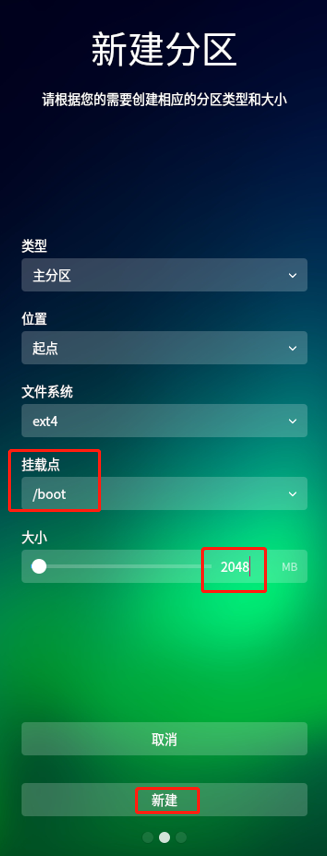 新建分区
请根据您的需要创建相应的分区类型和大小
类型
主分区
位置
起点
文件系统
ext4
挂载点
/boot
大小
2048 MB
取消
新建